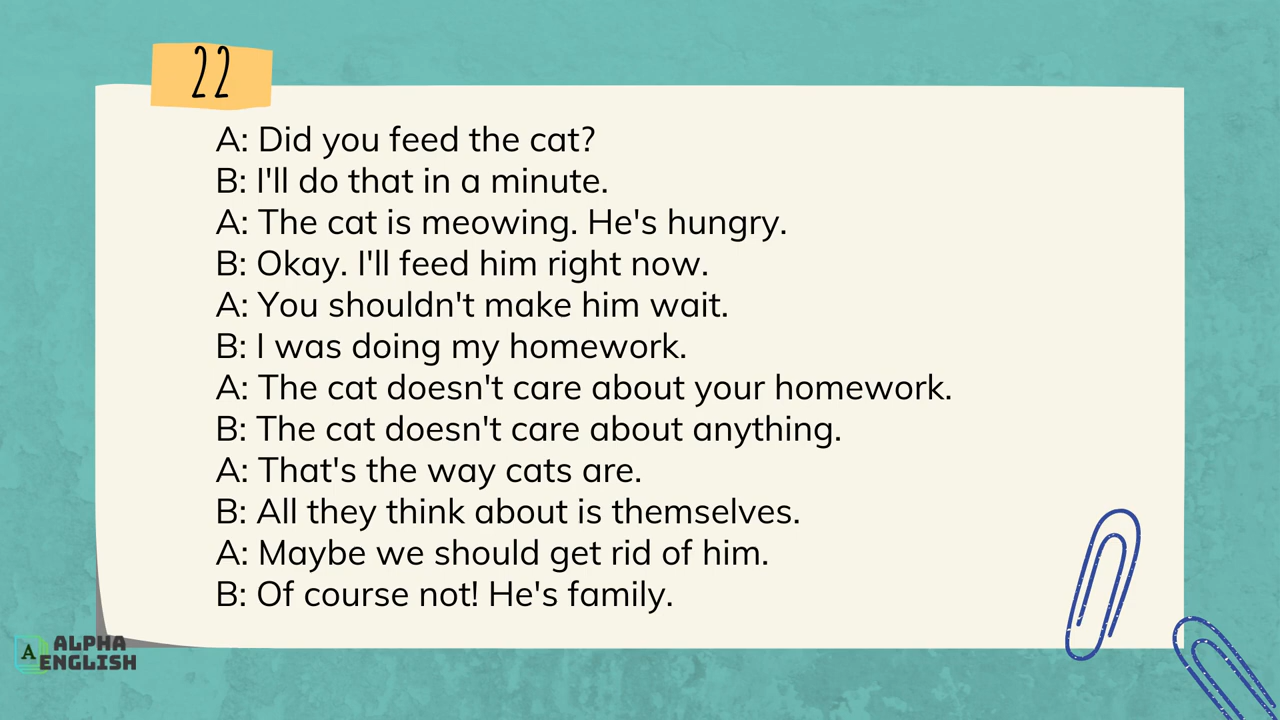 22
A: Did you feed the cat?
B: I'll do that in a minute.
A: The cat is meowing. He's hungry.
B: Okay. I'll feed him right now.
A: You shouldn't make him wait.
B: I was doing my homework.
A: The cat doesn't care about your homework.
B: The cat doesn't care about anything.
A: That's the way cats are.
B: All they think about is themselves.
A: Maybe we should get rid of him.
B: Of course not! He's family.
A
ALPHA
ENGLISH